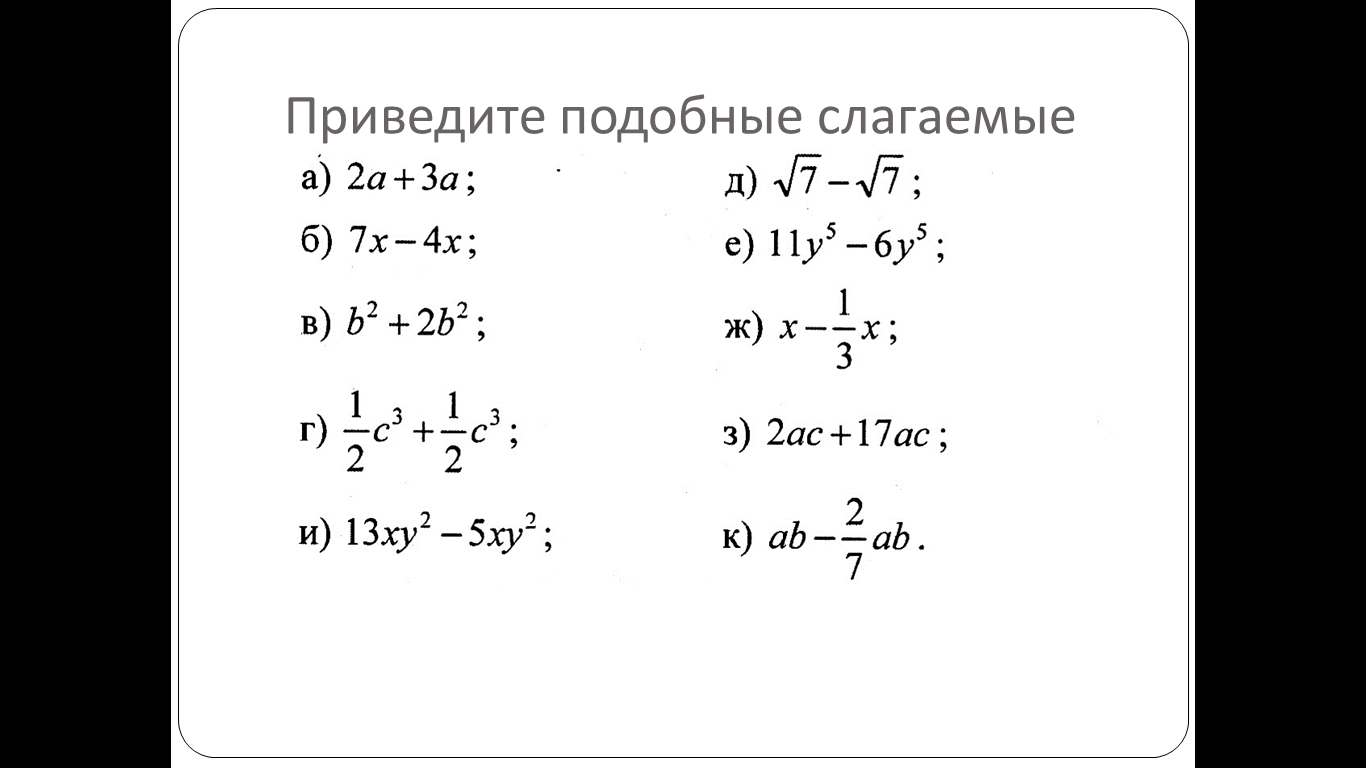 Приведите подобные слагаемые
а) 2a + 3a ;
б) 7x − 4x ;
в) b² + 2b² ;
г) 1/2 c³ + 1/2 c³ ;
и) 13xy² − 5xy² ;
д) √7 − √7 ;
е) 11y⁵ − 6y⁵ ;
ж) x − 1/3 x ;
з) 2ac + 17ac ;
к) ab − 2/7 ab .